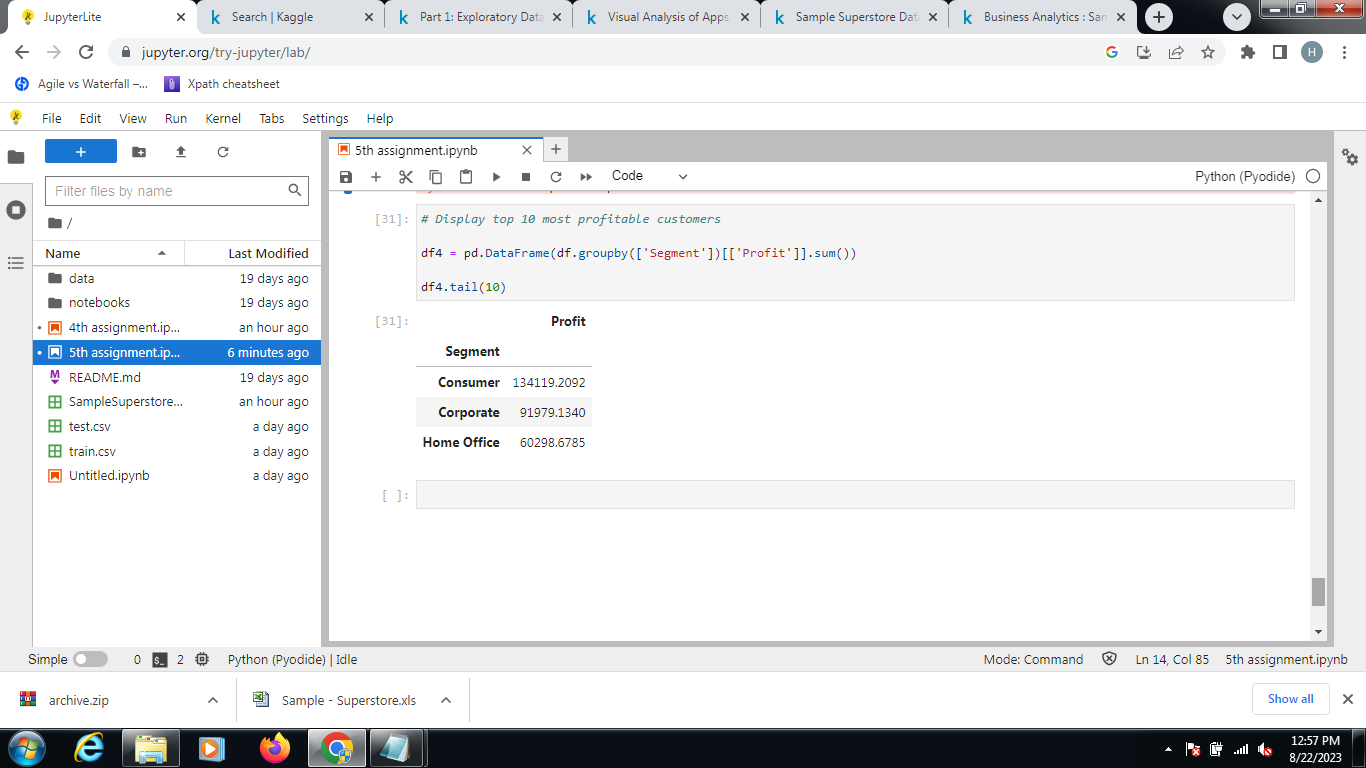 JupyterLite
Search | Kaggle
Part 1: Exploratory Data
Visual Analysis of Apps
Sample Superstore Data
Business Analytics : Sam
jupyter.org/try-jupyter/lab/
H
Agile vs Waterfall –...
Xpath cheatsheet
File Edit View Run Kernel Tabs Settings Help
5th assignment.ipynb
Filter files by name
Code
Python (Pyodide)
/
Name Last Modified
data 19 days ago
notebooks 19 days ago
4th assignment.ip... an hour ago
5th assignment.ip... 6 minutes ago
README.md 19 days ago
SampleSuperstore... an hour ago
test.csv a day ago
train.csv a day ago
Untitled.ipynb a day ago
[31]: # Display top 10 most profitable customers
df4 = pd.DataFrame(df.groupby(['Segment'])[['Profit']].sum())
df4.tail(10)
[31]: Profit
Segment
Consumer 134119.2092
Corporate 91979.1340
Home Office 60298.6785
[ ]:
Simple 0 2 Python (Pyodide) | Idle Mode: Command Ln 14, Col 85 5th assignment.ipynb
archive.zip Sample - Superstore.xls Show all
12:57 PM
8/22/2023